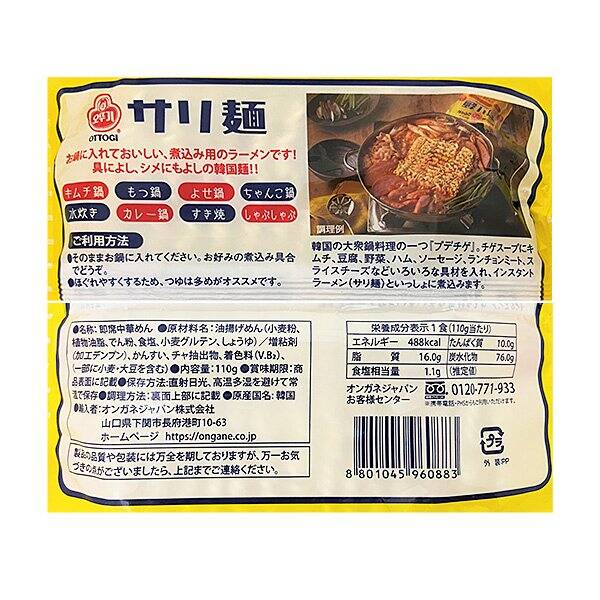 오뚜기
OTTOGI
サリ麺
お鍋に入れておいしい、煮込み用のラーメンです!
具によし、シメにもよしの韓国麺!!
キムチ鍋 もつ鍋 よせ鍋 ちゃんこ鍋
水炊き カレー鍋 すき焼 しゃぶしゃぶ
ご利用方法
●そのままお鍋に入れてください。お好みの煮込み具合
でどうぞ。
●ほぐれやすくするため、つゆは多めがオススメです。
調理例
韓国の大衆鍋料理の一つ「プデチゲ」。チゲスープにキ
ムチ、豆腐、野菜、ハム、ソーセージ、ランチョンミート、ス
ライスチーズなどいろいろな具材を入れ、インスタント
ラーメン(サリ麺)といっしょに煮込みます。
●名称:即席中華めん ●原材料名:油揚げめん(小麦粉、
植物油脂、でん粉、食塩、小麦グルテン、しょうゆ)/増粘剤
(加工デンプン)、かんすい、チャ抽出物、着色料(V.B₂)、
(一部に小麦・大豆を含む) ●内容量:110g ●賞味期限:商
品表面に記載 ●保存方法:直射日光、高温多湿を避けて常
温で保存 ●調理方法:裏面上部に記載 ●原産国名:韓国
●輸入者:オンガネジャパン株式会社
山口県下関市長府港町10-63
ホームページ https://ongane.co.jp
製品の品質や包装には万全を期しておりますが、万一お気
づきの点がございましたら、上記までご連絡ください。
栄養成分表示1食(110g当たり)
エネルギー 488kcal たんぱく質 10.0g
脂質 16.0g 炭水化物 76.0g
食塩相当量 1.1g (推定値)
オンガネジャパン
お客様センター
0120-777-933
※携帯電話・PHSからもご利用になれます。
8 801045 960883
プラ
外装:PP